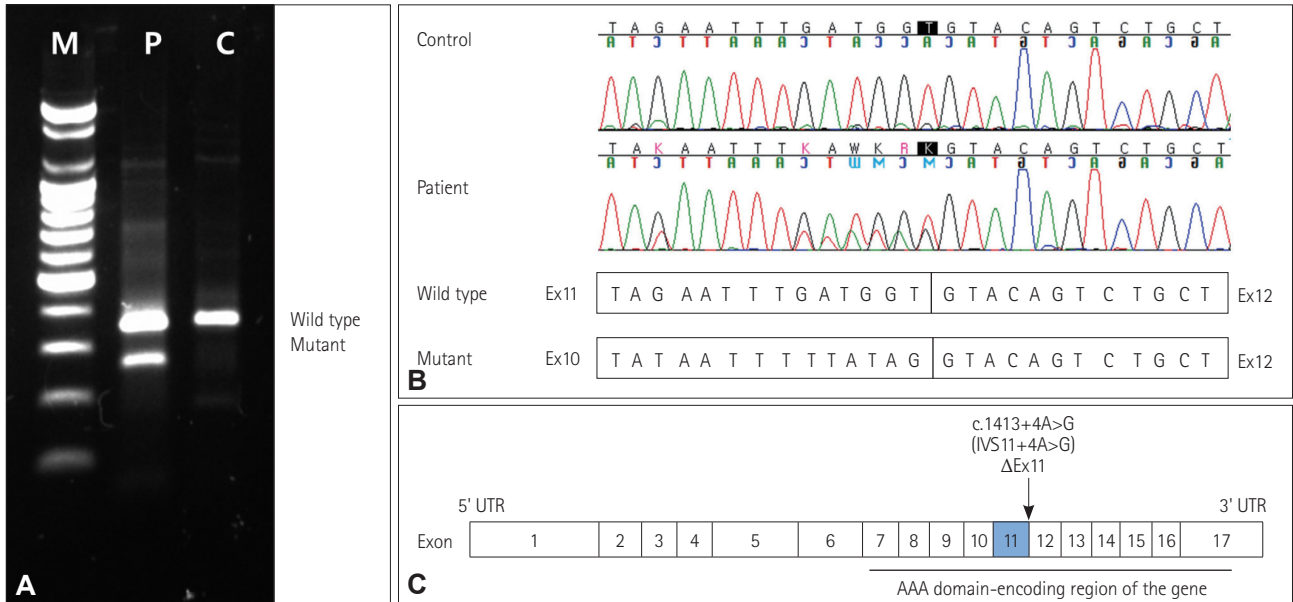 M P C
Wild type
Mutant
A
Control
T A G A A T T T G A T G G T G T A C A G T C T G C T
A T C T T A A A C T A C C A C A T G T C A G A C G A
Patient
T A K A A T T T K A W K R K G T A C A G T C T G C T
A T C T T A A A C T W M C M C A T G T C A G A C G A
Wild type Ex11 T A G A A T T T G A T G G T G T A C A G T C T G C T Ex12
Mutant Ex10 T A T A A T T T T T A T A G G T A C A G T C T G C T Ex12
B
c.1413+4A>G
(IVS11+4A>G)
ΔEx11
5' UTR 3' UTR
Exon 1 2 3 4 5 6 7 8 9 10 11 12 13 14 15 16 17
AAA domain-encoding region of the gene
C